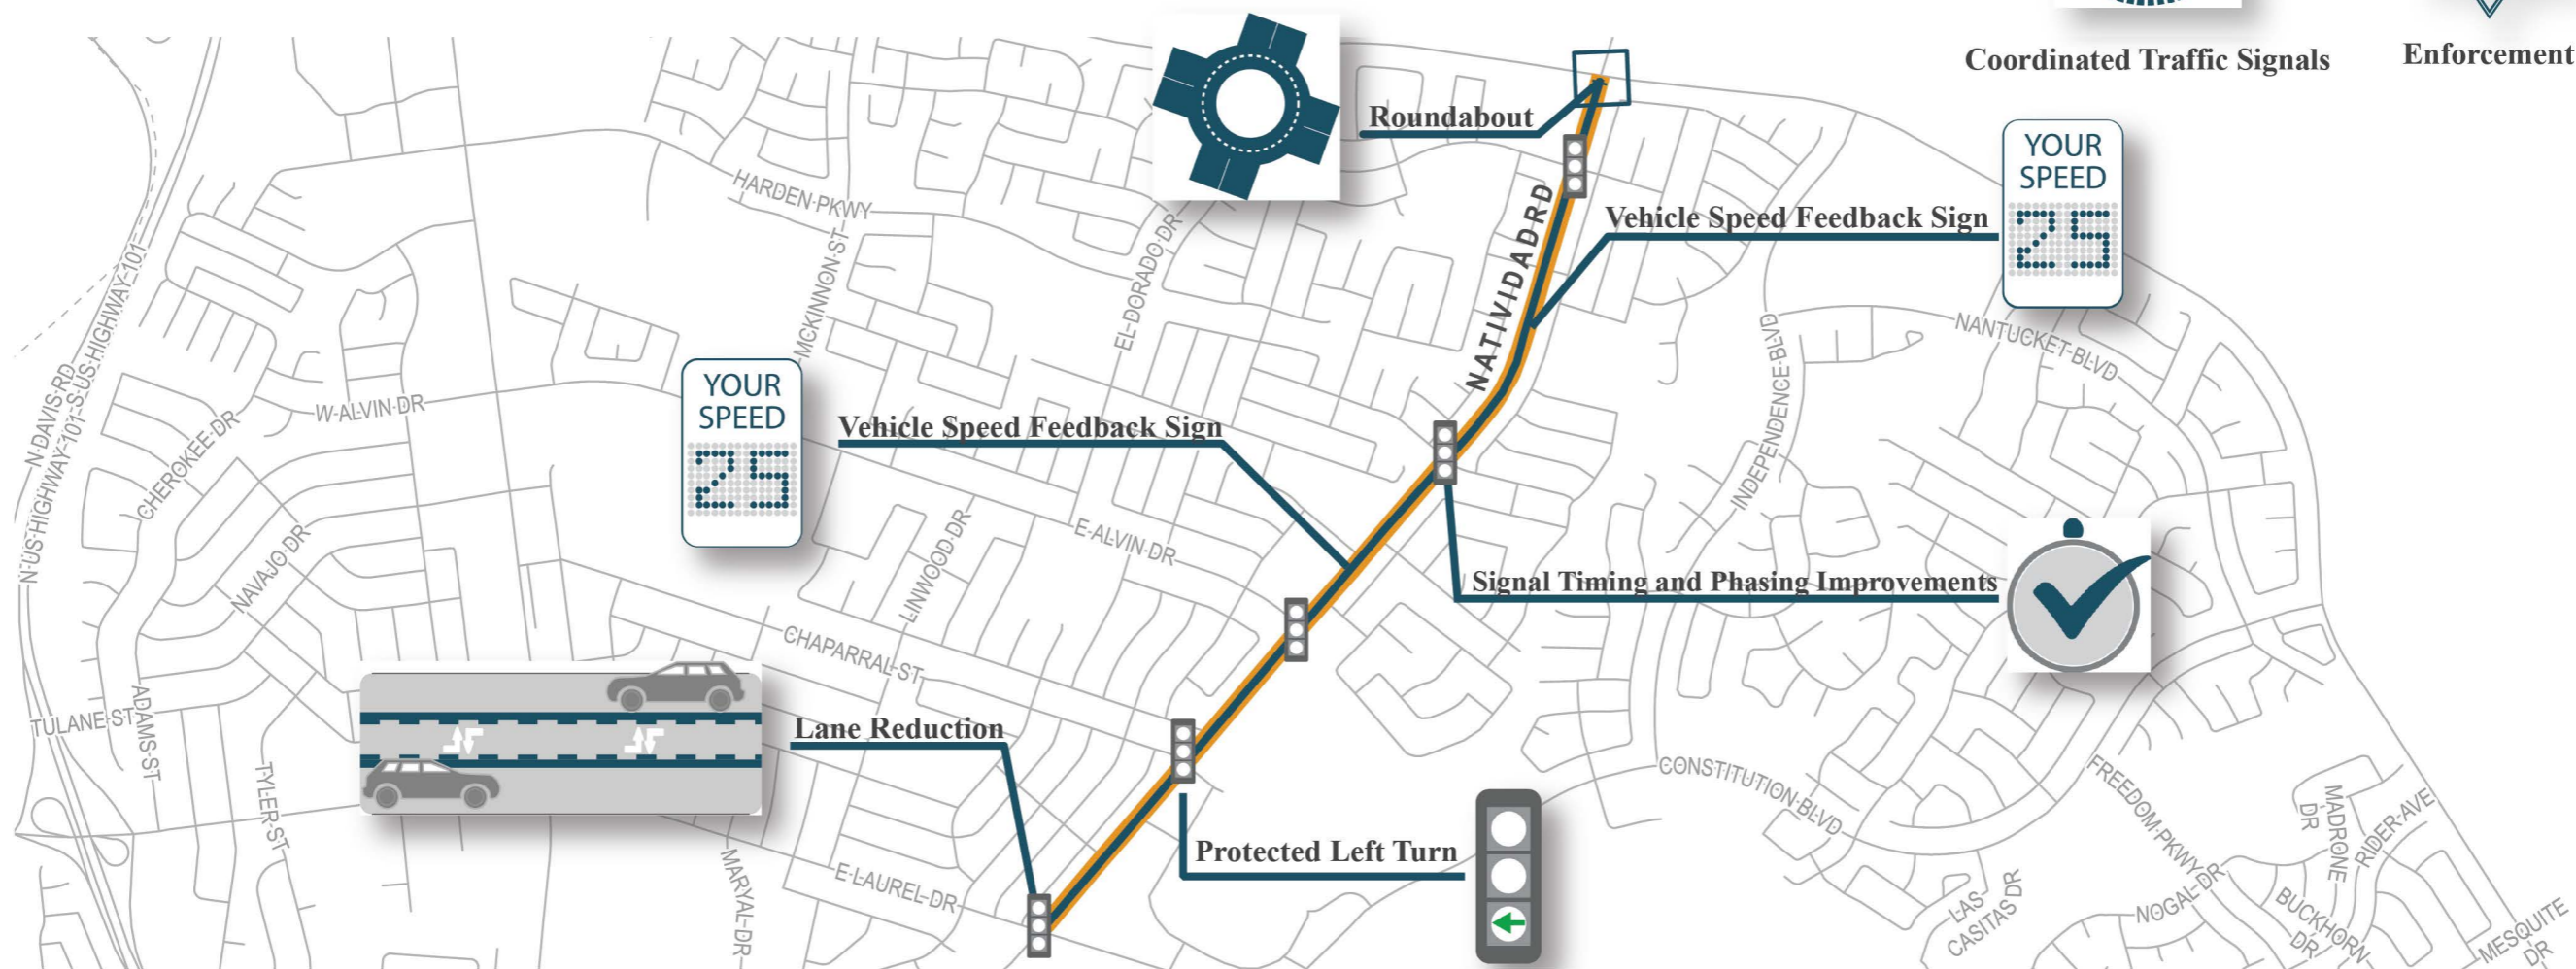 Coordinated Traffic Signals
Enforcement
Roundabout
YOUR
SPEED
25
HARDEN-PKWY
NATIVIDAD RD
Vehicle Speed Feedback Sign
MCKINNON-ST
EL-DORADO-DR
N-DAVIS-RD
N-US-HIGHWAY-101-S-US-HIGHWAY-101
INDEPENDENCE-BLVD
NANTUCKET-BLVD
YOUR
SPEED
25
W-ALVIN-DR
CHEROKEE-DR
Vehicle Speed Feedback Sign
NAVAJO-DR
LINWOOD-DR
E-ALVIN-DR
Signal Timing and Phasing Improvements
CHAPARRAL-ST
TULANE-ST
ADAMS-ST
TYLER-ST
Lane Reduction
CONSTITUTION-BLVD
FREEDOM-PKWY
MADRONE
DR
RIDER-AVE
Protected Left Turn
MARYAL-DR
E-LAUREL-DR
LAS
CASITAS DR
NOGAL-DR
BUCKHORN
DR
MESQUITE
DR